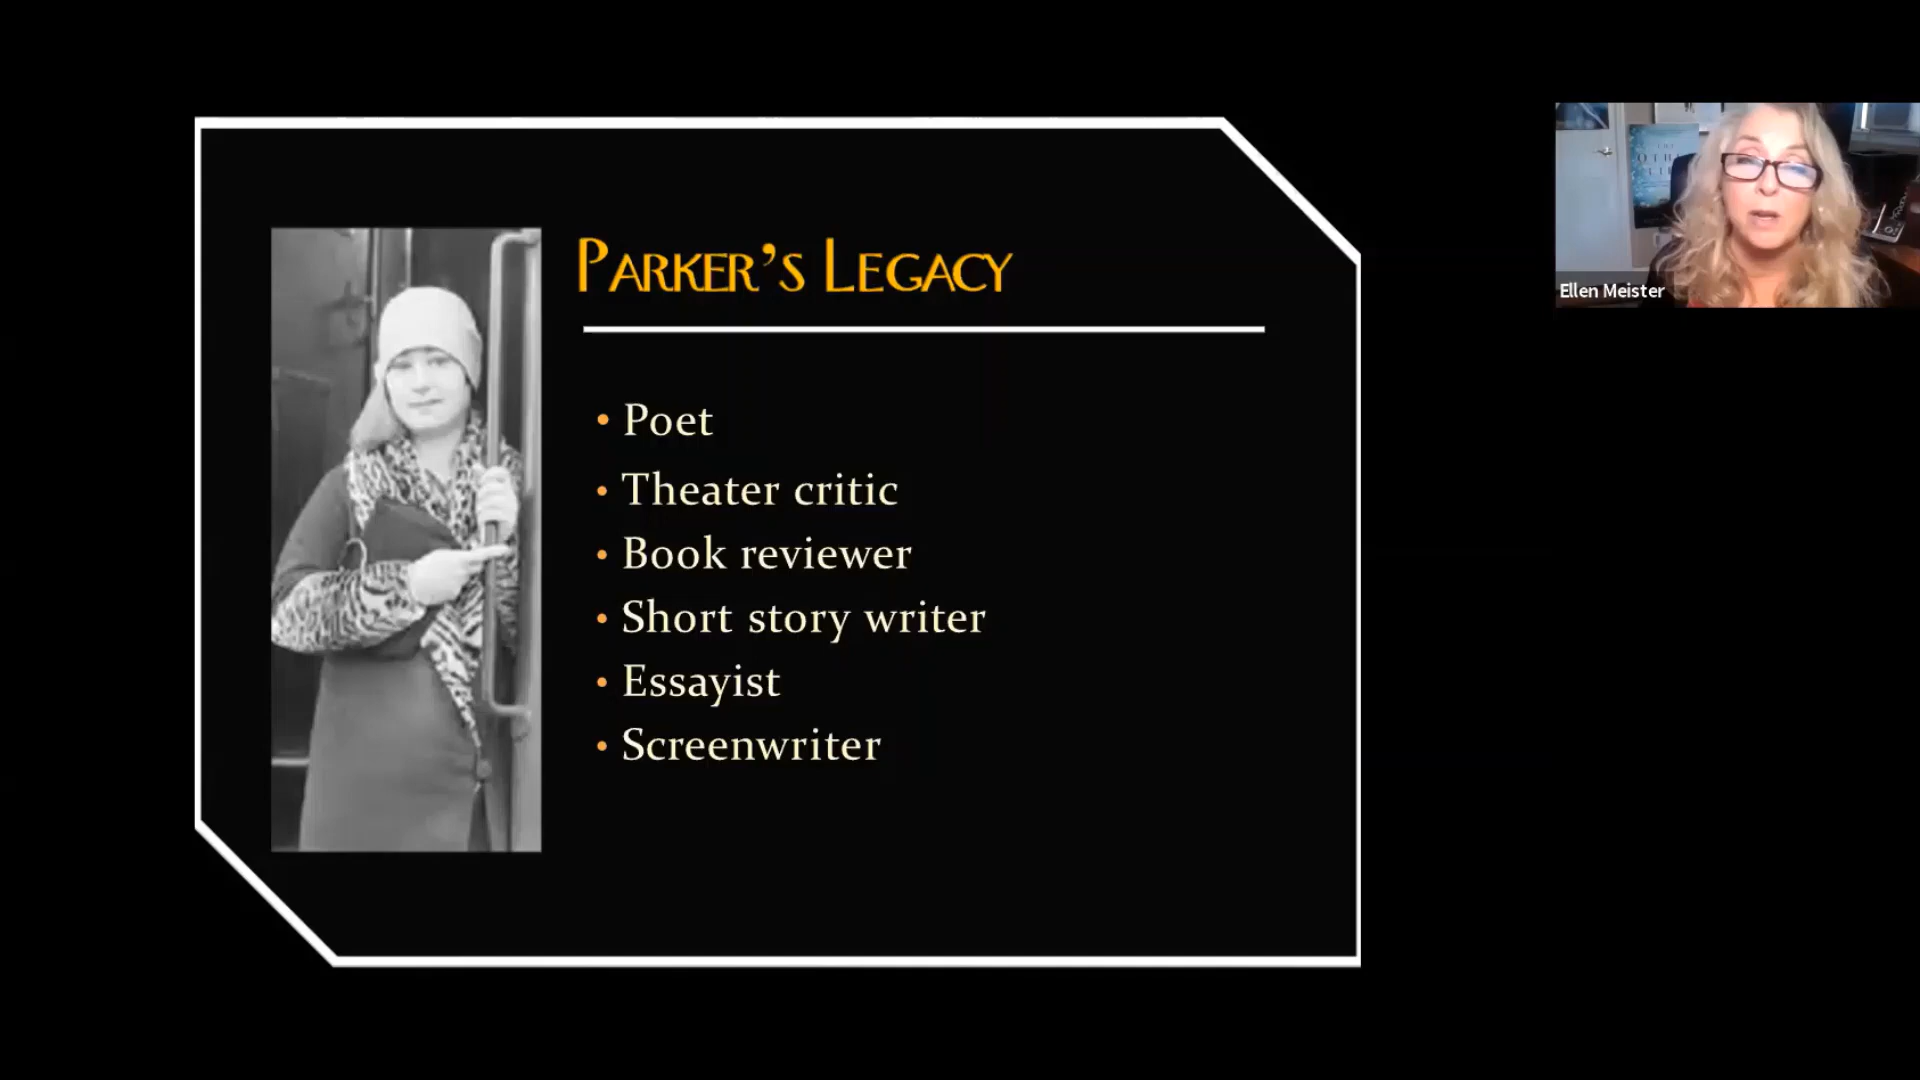 PARKER'S LEGACY
• Poet
• Theater critic
• Book reviewer
• Short story writer
• Essayist
• Screenwriter
Ellen Meister